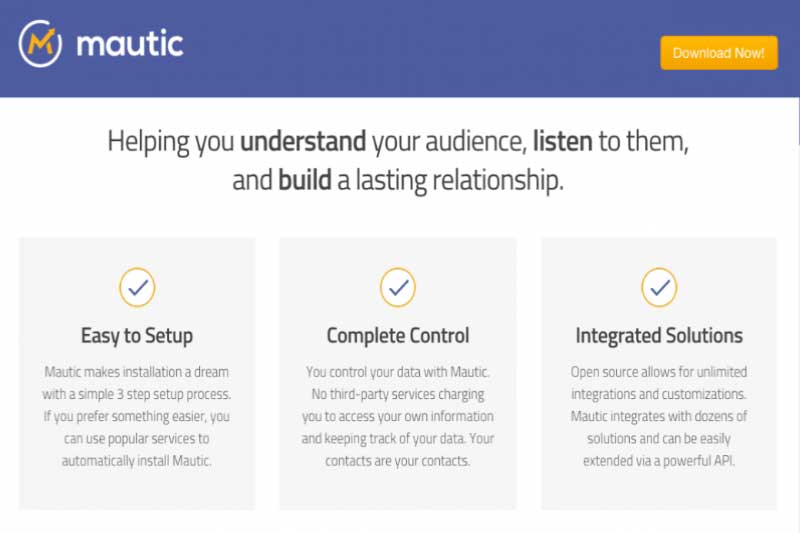 mautic
Download Now!
Helping you understand your audience, listen to them,
and build a lasting relationship.
Easy to Setup
Mautic makes installation a dream
with a simple 3 step setup process.
If you prefer something easier, you
can use popular services to
automatically install Mautic.
Complete Control
You control your data with Mautic.
No third-party services charging
you to access your own information
and keeping track of your data. Your
contacts are your contacts.
Integrated Solutions
Open source allows for unlimited
integrations and customizations.
Mautic integrates with dozens of
solutions and can be easily
extended via a powerful API.